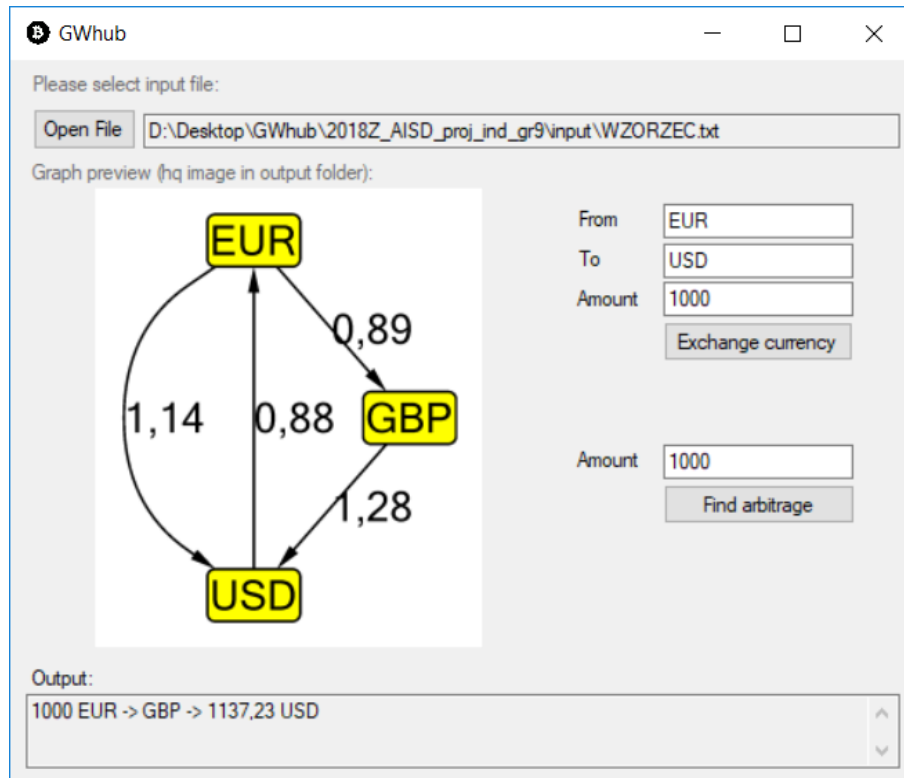 GWhub
Please select input file:
Open File D:\Desktop\GWhub\2018Z_AISD_proj_ind_gr9\input\WZORZEC.txt
Graph preview (hq image in output folder):
EUR
0,89
1,14
0,88
GBP
1,28
USD
From EUR
To USD
Amount 1000
Exchange currency
Amount 1000
Find arbitrage
Output:
1000 EUR -> GBP -> 1137,23 USD